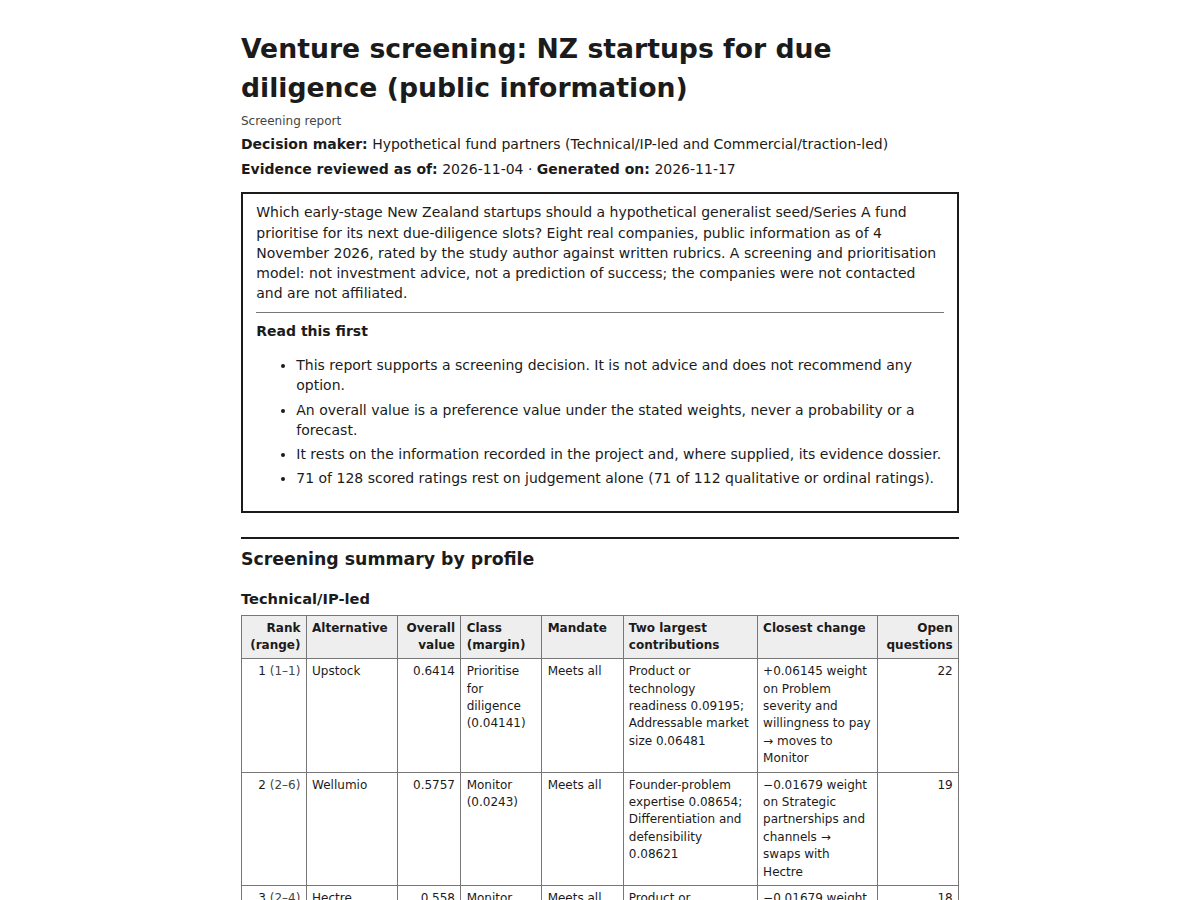 Venture screening: NZ startups for due
diligence (public information)
Screening report
Decision maker: Hypothetical fund partners (Technical/IP-led and Commercial/traction-led)
Evidence reviewed as of: 2026-11-04 · Generated on: 2026-11-17
Which early-stage New Zealand startups should a hypothetical generalist seed/Series A fund
prioritise for its next due-diligence slots? Eight real companies, public information as of 4
November 2026, rated by the study author against written rubrics. A screening and prioritisation
model: not investment advice, not a prediction of success; the companies were not contacted
and are not affiliated.
Read this first
• This report supports a screening decision. It is not advice and does not recommend any
option.
• An overall value is a preference value under the stated weights, never a probability or a
forecast.
• It rests on the information recorded in the project and, where supplied, its evidence dossier.
• 71 of 128 scored ratings rest on judgement alone (71 of 112 qualitative or ordinal ratings).
Screening summary by profile
Technical/IP-led
Rank Alternative Overall Class Mandate Two largest Closest change Open
(range) value (margin) contributions questions
1 (1–1) Upstock 0.6414 Prioritise Meets all Product or +0.06145 weight 22
for technology on Problem
diligence readiness 0.09195; severity and
(0.04141) Addressable market willingness to pay
size 0.06481 → moves to
Monitor
2 (2–6) Wellumio 0.5757 Monitor Meets all Founder-problem −0.01679 weight 19
(0.0243) expertise 0.08654; on Strategic
Differentiation and partnerships and
defensibility channels →
0.08621 swaps with
Hectre
3 (2–4) Hectre 0.558 Monitor Meets all Product or −0.01679 weight 18